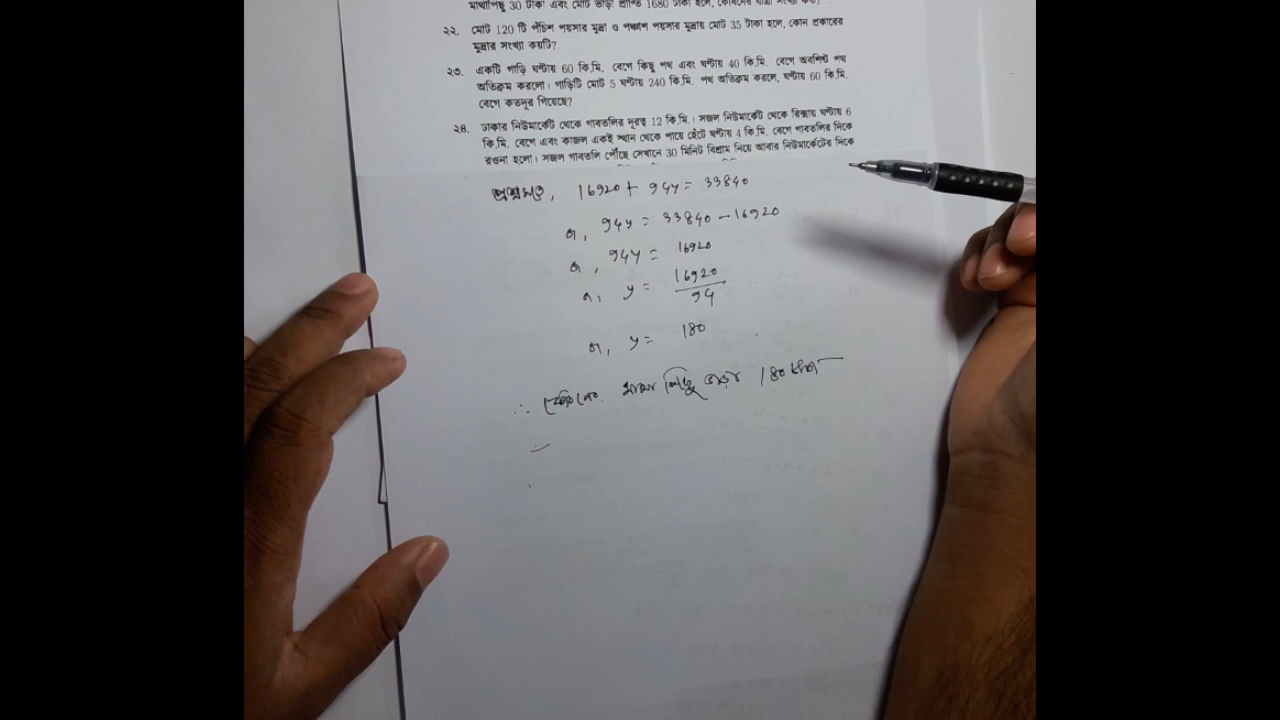 মাথাপিছু 30 টাকা এবং মোট ভাড়া প্রাপ্তি 1680 টাকা হলে, কেবিনের যাত্রী সংখ্যা কত?
২২. মোট 120 টি পঁচিশ পয়সার মুদ্রা ও পঞ্চাশ পয়সার মুদ্রায় মোট 35 টাকা হলে, কোন প্রকারের
মুদ্রার সংখ্যা কয়টি?
২৩. একটি গাড়ি ঘণ্টায় 60 কি.মি. বেগে কিছু পথ এবং ঘণ্টায় 40 কি.মি. বেগে অবশিষ্ট পথ
অতিক্রম করলো। গাড়িটি মোট 5 ঘণ্টায় 240 কি.মি. পথ অতিক্রম করলে, ঘণ্টায় 60 কি.মি.
বেগে কতদূর গিয়েছে?
২৪. ঢাকার নিউমার্কেট থেকে গাবতলির দূরত্ব 12 কি.মি.। সজল নিউমার্কেট থেকে রিক্সায় ঘণ্টায় 6
কি.মি. বেগে এবং কাজল একই স্থান থেকে পায়ে হেঁটে ঘণ্টায় 4 কি.মি. বেগে গাবতলির দিকে
রওনা হলো। সজল গাবতলি পৌঁছে সেখানে 30 মিনিট বিশ্রাম নিয়ে আবার নিউমার্কেটের দিকে
প্রশ্নমতে, 16920 + 94y = 33840
বা, 94y = 33840 - 16920
বা, 94y = 16920
বা, y = 16920/94
বা, y = 180
∴ মাথা পিছু ভাড়া 180 টাকা